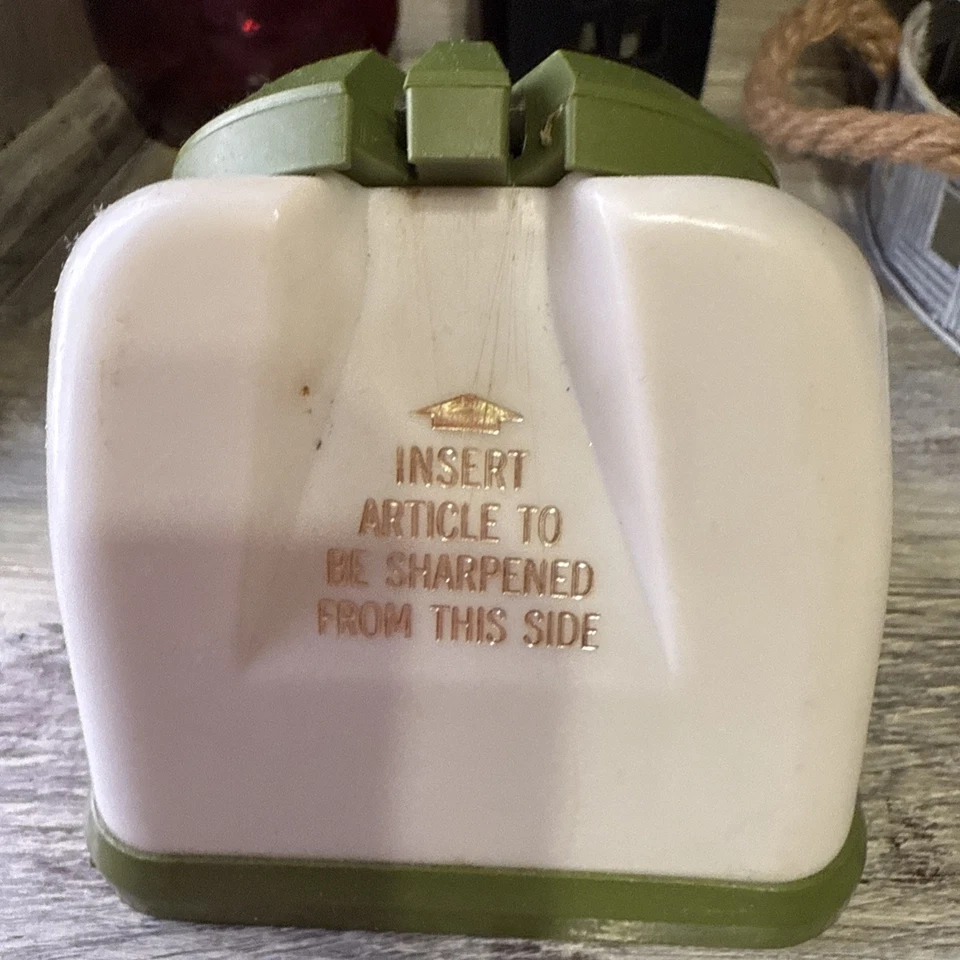 INSERT
ARTICLE TO
BE SHARPENED
FROM THIS SIDE